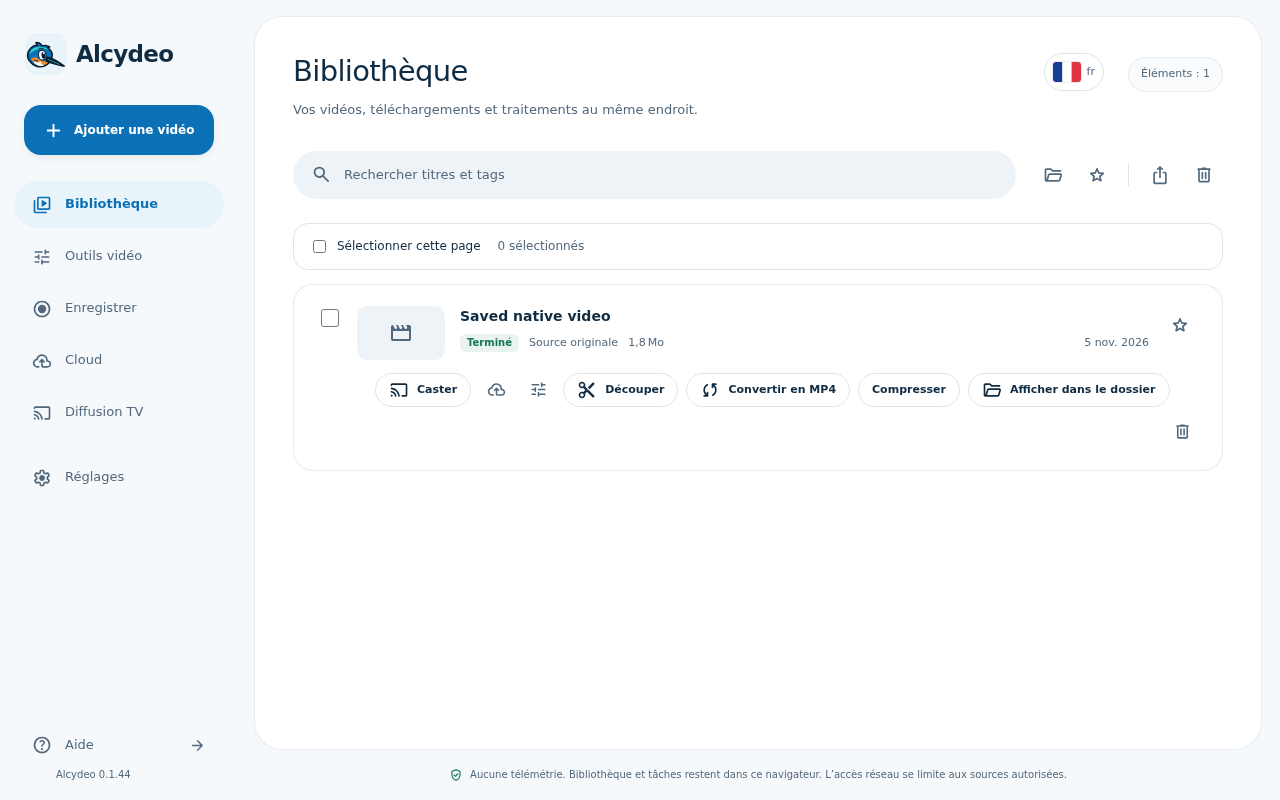 Alcydeo
Ajouter une vidéo
Bibliothèque
Outils vidéo
Enregistrer
Cloud
Diffusion TV
Réglages
Aide
Alcydeo 0.1.44
Bibliothèque
fr
Éléments : 1
Vos vidéos, téléchargements et traitements au même endroit.
Rechercher titres et tags
Sélectionner cette page 0 sélectionnés
Saved native video
Terminé Source originale 1,8 Mo 5 nov. 2026
Caster Découper Convertir en MP4 Compresser Afficher dans le dossier
Aucune télémétrie. Bibliothèque et tâches restent dans ce navigateur. L’accès réseau se limite aux sources autorisées.